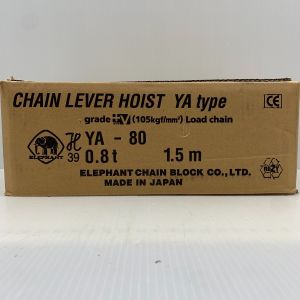 CHAIN LEVER HOIST YA type
grade V (105kgf/mm²) Load chain
CE
ELEPHANT
H
39
YA - 80
0.8t 1.5m
ELEPHANT CHAIN BLOCK CO., LTD.
MADE IN JAPAN
RESY